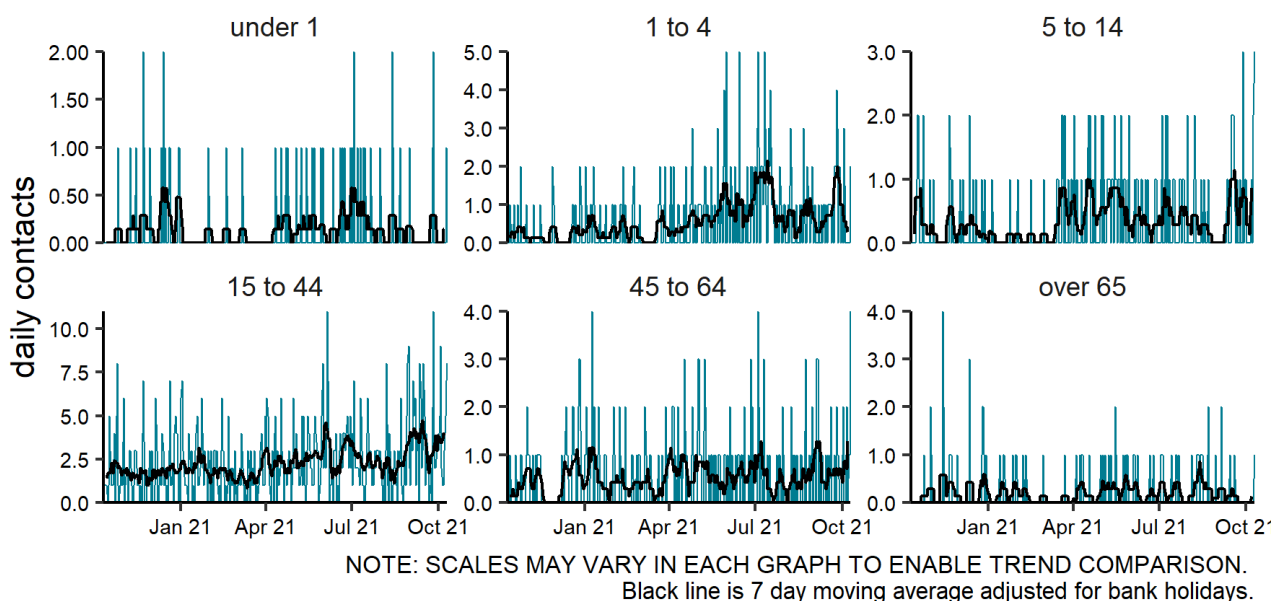 under 1
1 to 4
5 to 14
2.00
1.50
1.00
0.50
0.00
5.0
4.0
3.0
2.0
1.0
0.0
3.0
2.0
1.0
0.0
daily contacts
15 to 44
45 to 64
over 65
10.0
7.5
5.0
2.5
0.0
4.0
3.0
2.0
1.0
0.0
4.0
3.0
2.0
1.0
0.0
Jan 21 Apr 21 Jul 21 Oct 21
Jan 21 Apr 21 Jul 21 Oct 21
Jan 21 Apr 21 Jul 21 Oct 21
NOTE: SCALES MAY VARY IN EACH GRAPH TO ENABLE TREND COMPARISON.
Black line is 7 day moving average adjusted for bank holidays.